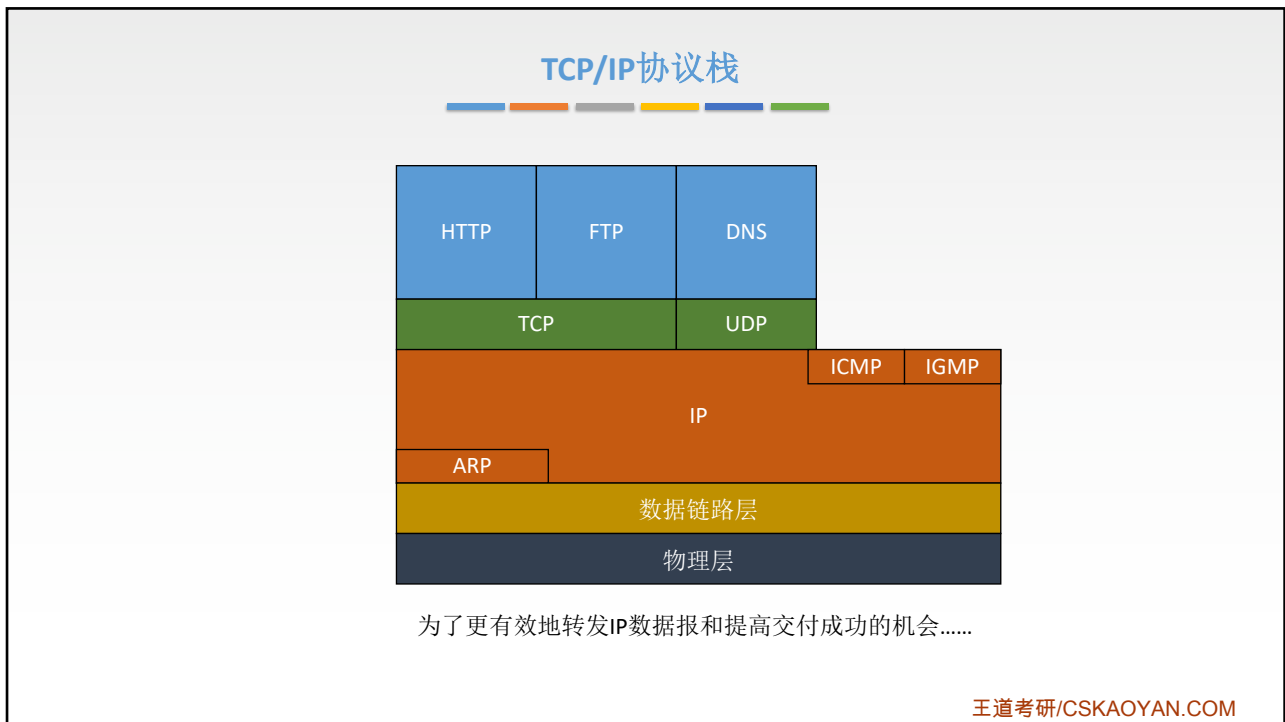 TCP/IP协议栈
HTTP FTP DNS
TCP UDP
ICMP IGMP
IP
ARP
数据链路层
物理层
为了更有效地转发IP数据报和提高交付成功的机会……
王道考研/CSKAOYAN.COM